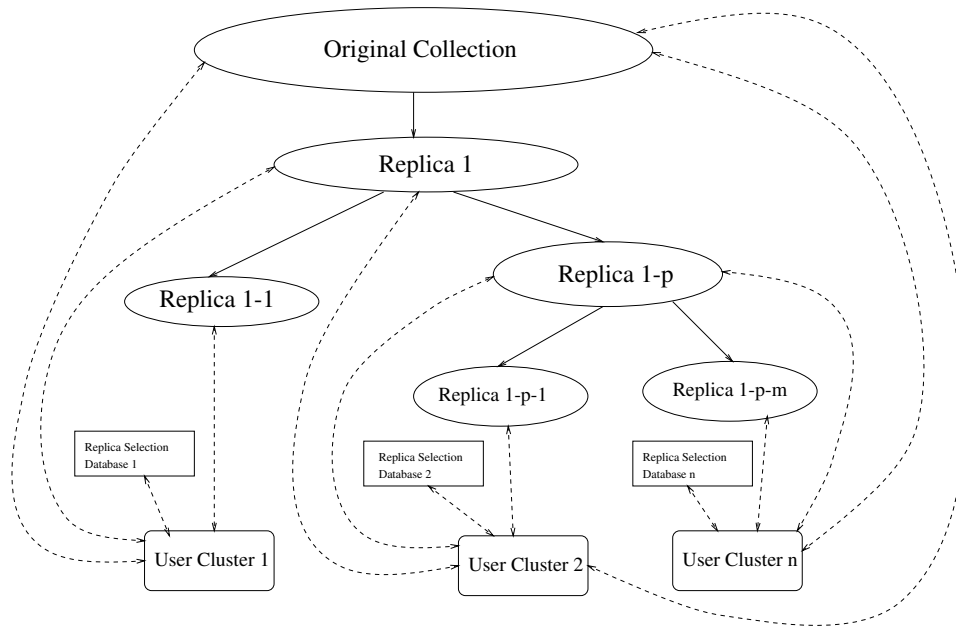 Original Collection
Replica 1
Replica 1-p
Replica 1-1
Replica 1-p-1
Replica 1-p-m
Replica Selection
Database 1
Replica Selection
Database 2
Replica Selection
Database n
User Cluster 1
User Cluster 2
User Cluster n